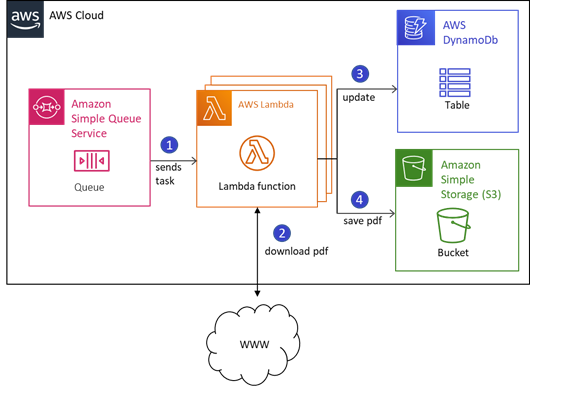 aws
AWS Cloud
Amazon
Simple Queue
Service
Queue
1
sends
task
AWS Lambda
Lambda function
2
download pdf
WWW
3
update
4
save pdf
AWS
DynamoDb
Table
Amazon
Simple
Storage (S3)
Bucket